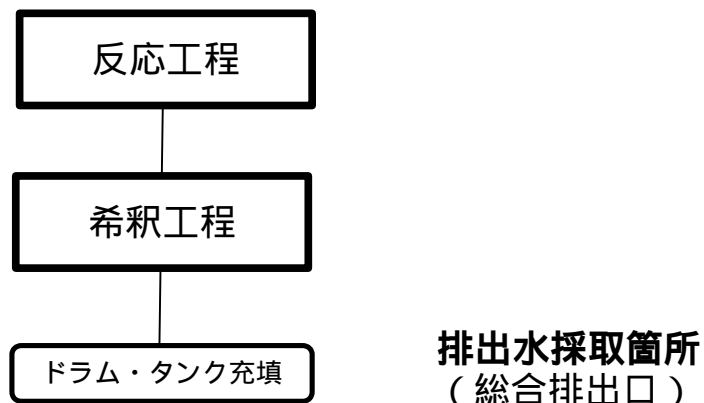 反応工程
希釈工程
ドラム・タンク充填
排出水採取箇所
（総合排出口）